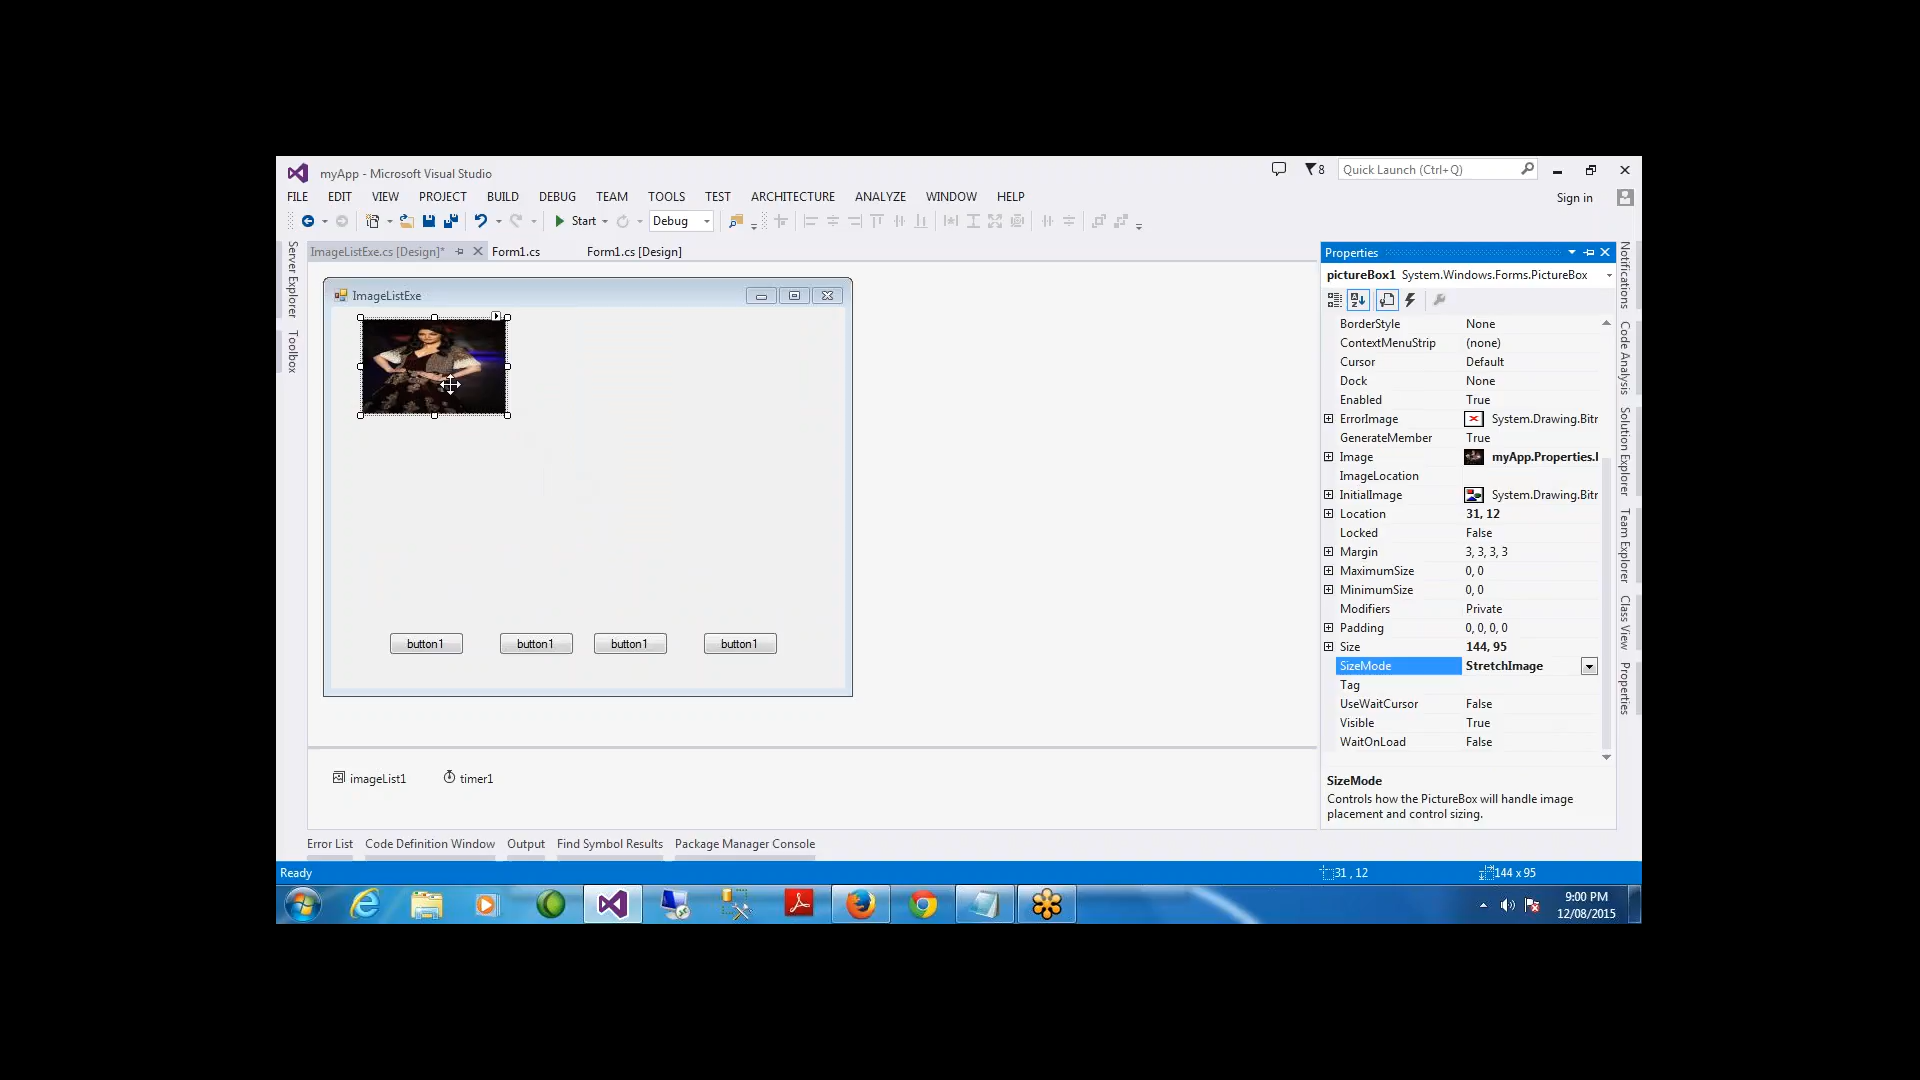 myApp - Microsoft Visual Studio
8
Quick Launch (Ctrl+Q)
FILE EDIT VIEW PROJECT BUILD DEBUG TEAM TOOLS TEST ARCHITECTURE ANALYZE WINDOW HELP
Sign in
Start
Debug
ImageListExe.cs [Design]*
Form1.cs
Form1.cs [Design]
Server Explorer
Toolbox
ImageListExe
button1
button1
button1
button1
imageList1
timer1
Properties
pictureBox1 System.Windows.Forms.PictureBox
BorderStyle None
ContextMenuStrip (none)
Cursor Default
Dock None
Enabled True
ErrorImage System.Drawing.Bitr
GenerateMember True
Image myApp.Properties.
ImageLocation
InitialImage System.Drawing.Bitr
Location 31, 12
Locked False
Margin 3, 3, 3, 3
MaximumSize 0, 0
MinimumSize 0, 0
Modifiers Private
Padding 0, 0, 0, 0
Size 144, 95
SizeMode StretchImage
Tag
UseWaitCursor False
Visible True
WaitOnLoad False
SizeMode
Controls how the PictureBox will handle image
placement and control sizing.
Notifications
Code Analysis
Solution Explorer
Team Explorer
Class View
Properties
Error List
Code Definition Window
Output
Find Symbol Results
Package Manager Console
Ready
31 , 12
144 x 95
9:00 PM
12/08/2015